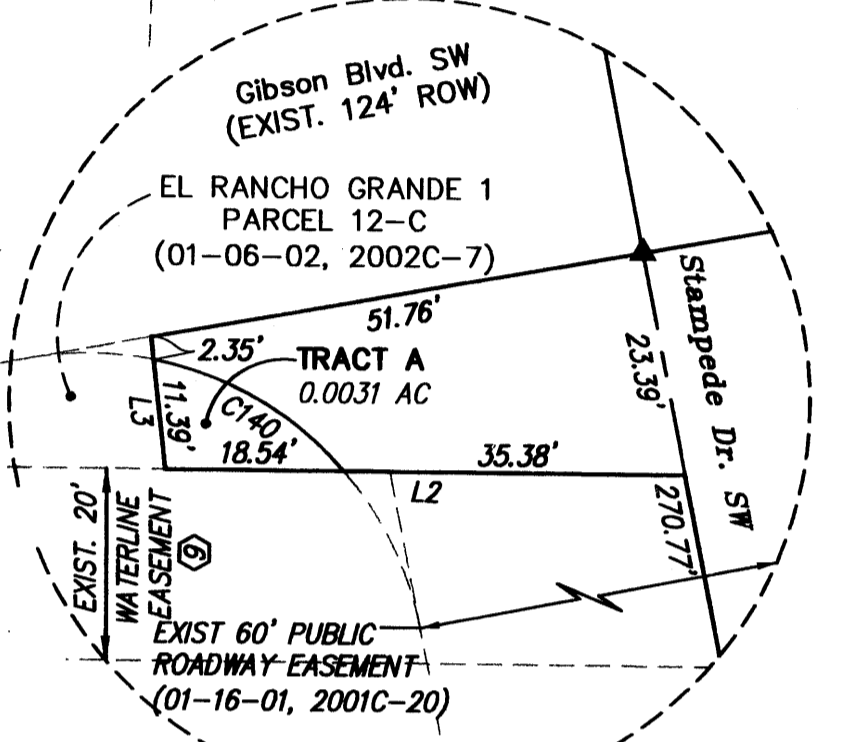 Gibson Blvd. SW
(EXIST. 124' ROW)
EL RANCHO GRANDE 1
PARCEL 12-C
(01-06-02, 2002C-7)
51.76'
Stampede Dr. SW
23.39'
2.35'
TRACT A
0.0031 AC
11.39'
L3
C140
18.54'
35.38'
L2
270.77'
EXIST. 20'
WATERLINE
EASEMENT
6
EXIST 60' PUBLIC
ROADWAY EASEMENT
(01-16-01, 2001C-20)